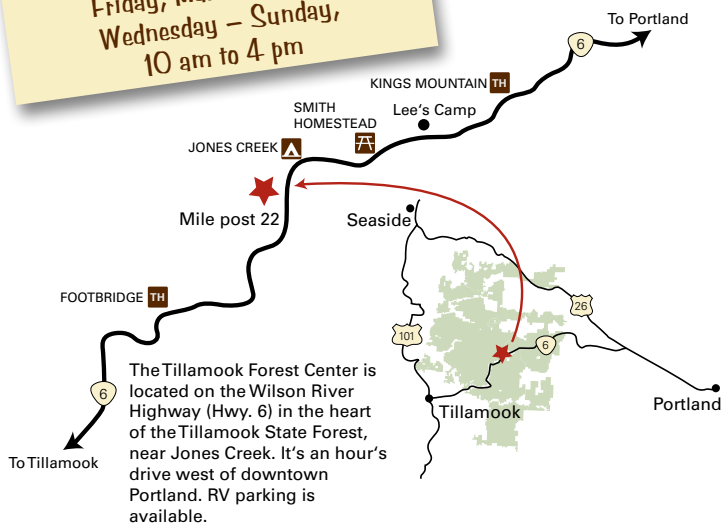 Friday,
Wednesday – Sunday,
10 am to 4 pm
To Portland
6
KINGS MOUNTAIN TH
Lee's Camp
SMITH
HOMESTEAD
JONES CREEK
Mile post 22
Seaside
FOOTBRIDGE TH
26
101
6
6
Tillamook
Portland
To Tillamook
The Tillamook Forest Center is
located on the Wilson River
Highway (Hwy. 6) in the heart
of the Tillamook State Forest,
near Jones Creek. It's an hour's
drive west of downtown
Portland. RV parking is
available.